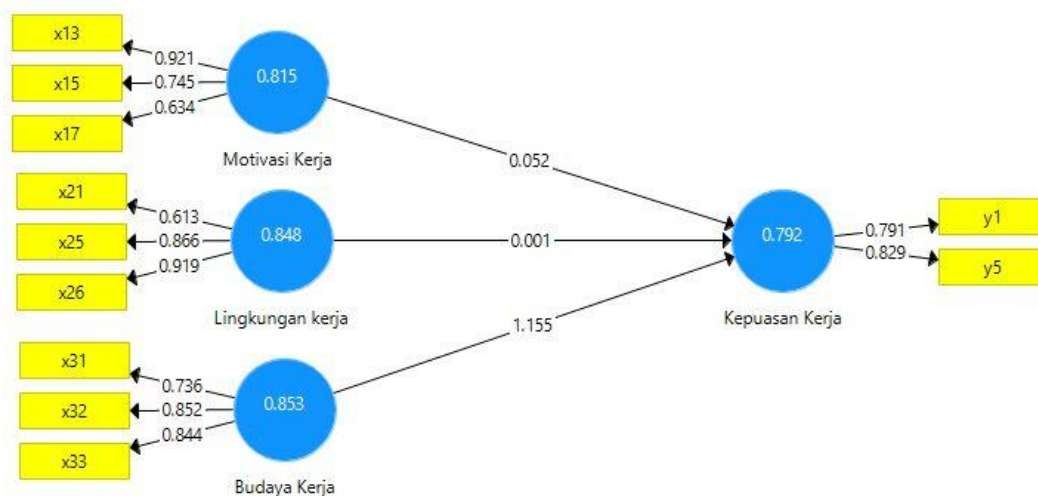 x13
x15
x17
0.921
0.745
0.634
0.815
Motivasi Kerja
0.052
x21
x25
x26
0.613
0.866
0.919
0.848
Lingkungan kerja
0.001
x31
x32
x33
0.736
0.852
0.844
0.853
Budaya Kerja
1.155
0.792
Kepuasan Kerja
0.791
0.829
y1
y5